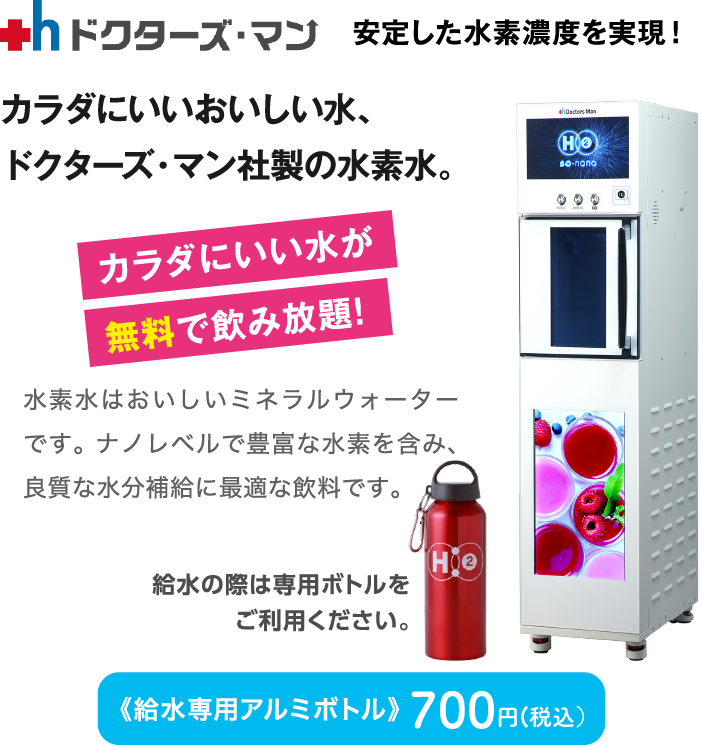 +h ドクターズ・マン 安定した水素濃度を実現！
カラダにいいおいしい水、
ドクターズ・マン社製の水素水。
+h Doctors Man
H2
so-nano
カラダにいい水が
無料で飲み放題!
水素水はおいしいミネラルウォーター
です。ナノレベルで豊富な水素を含み、
良質な水分補給に最適な飲料です。
H2
給水の際は専用ボトルを
ご利用ください。
《給水専用アルミボトル》700円(税込)